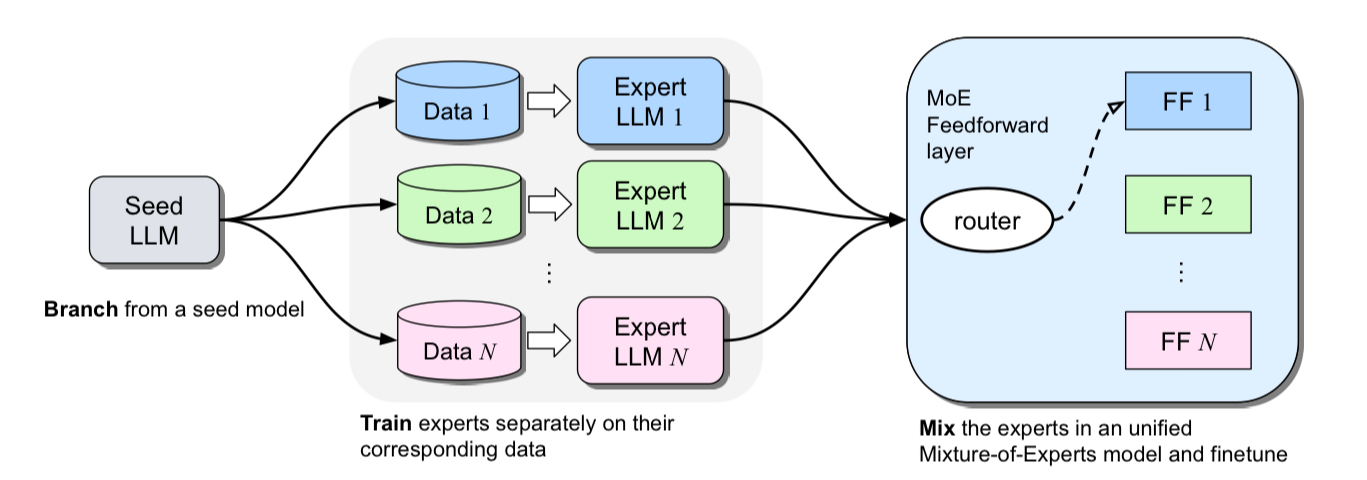 Seed
LLM
Branch from a seed model
Data 1
Expert
LLM 1
Data 2
Expert
LLM 2
⋮
Data N
Expert
LLM N
Train experts separately on their
corresponding data
MoE
Feedforward
layer
router
FF 1
FF 2
⋮
FF N
Mix the experts in an unified
Mixture-of-Experts model and finetune